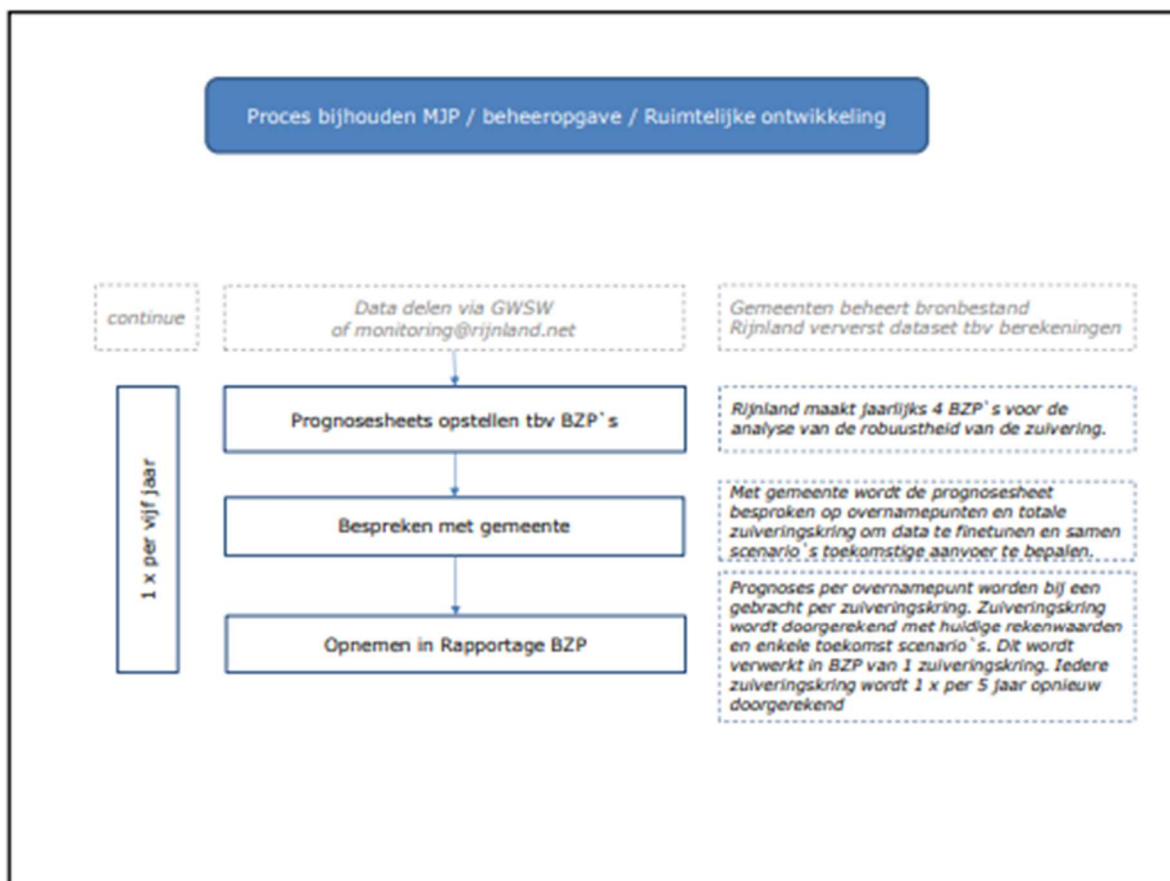 Proces bijhouden MJP / beheeropgave / Ruimtelijke ontwikkeling
continue
Data delen via GWSW
of monitoring@rijnland.net
Gemeenten beheert bronbestand
Rijnland ververst dataset tbv berekeningen
1 x per vijf jaar
Prognosesheets opstellen tbv BZP`s
Rijnland maakt jaarlijks 4 BZP`s voor de
analyse van de robuustheid van de zuivering.
Bespreken met gemeente
Met gemeente wordt de prognosesheet
besproken op overnamepunten en totale
zuiveringskring om data te finetunen en samen
scenario`s toekomstige aanvoer te bepalen.
Opnemen in Rapportage BZP
Prognoses per overnamepunt worden bij een
gebracht per zuiveringskring. Zuiveringskring
wordt doorgerekend met huidige rekenwaarden
en enkele toekomst scenario`s. Dit wordt
verwerkt in BZP van 1 zuiveringskring. Iedere
zuiveringskring wordt 1 x per 5 jaar opnieuw
doorgerekend